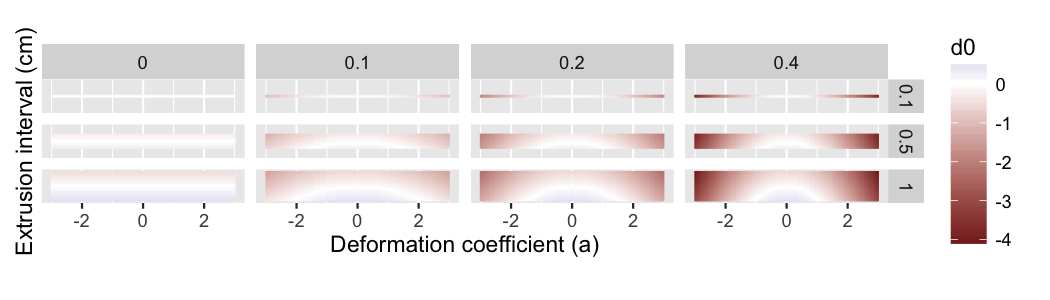 Extrusion interval (cm)
0 0.1 0.2 0.4
0.1
0.5
1
-2 0 2 -2 0 2 -2 0 2 -2 0 2
Deformation coefficient (a)
d0
0
-1
-2
-3
-4